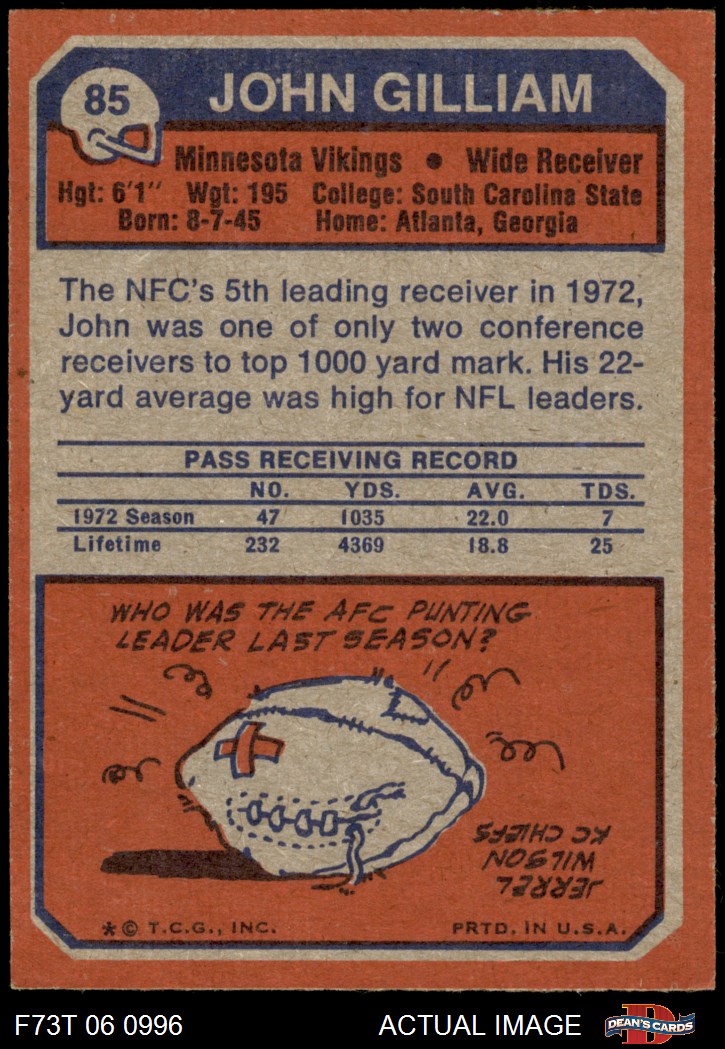 85
JOHN GILLIAM
Minnesota Vikings • Wide Receiver
Hgt: 6'1" Wgt: 195 College: South Carolina State
Born: 8-7-45 Home: Atlanta, Georgia
The NFC's 5th leading receiver in 1972,
John was one of only two conference
receivers to top 1000 yard mark. His 22-
yard average was high for NFL leaders.
PASS RECEIVING RECORD
NO. YDS. AVG. TDS.
1972 Season 47 1035 22.0 7
Lifetime 232 4369 18.8 25
WHO WAS THE AFC PUNTING
LEADER LAST SEASON?
JERREL
WILSON
KC CHIEFS
* © T.C.G., INC. PRTD. IN U.S.A.
F73T 06 0996 ACTUAL IMAGE
D
DEAN'S CARDS